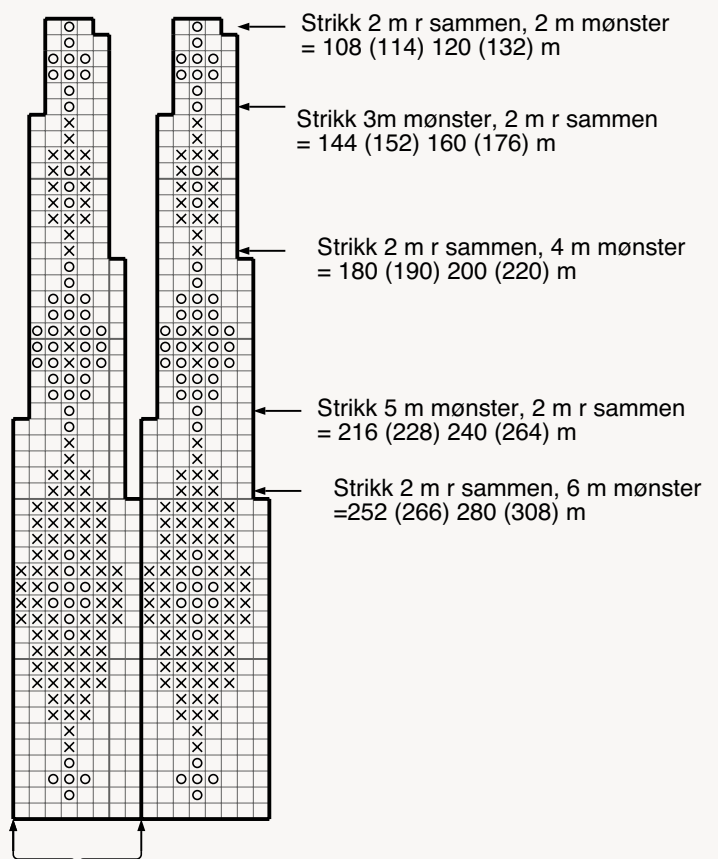 Strikk 2 m r sammen, 2 m mønster
= 108 (114) 120 (132) m
Strikk 3m mønster, 2 m r sammen
= 144 (152) 160 (176) m
Strikk 2 m r sammen, 4 m mønster
= 180 (190) 200 (220) m
Strikk 5 m mønster, 2 m r sammen
= 216 (228) 240 (264) m
Strikk 2 m r sammen, 6 m mønster
=252 (266) 280 (308) m